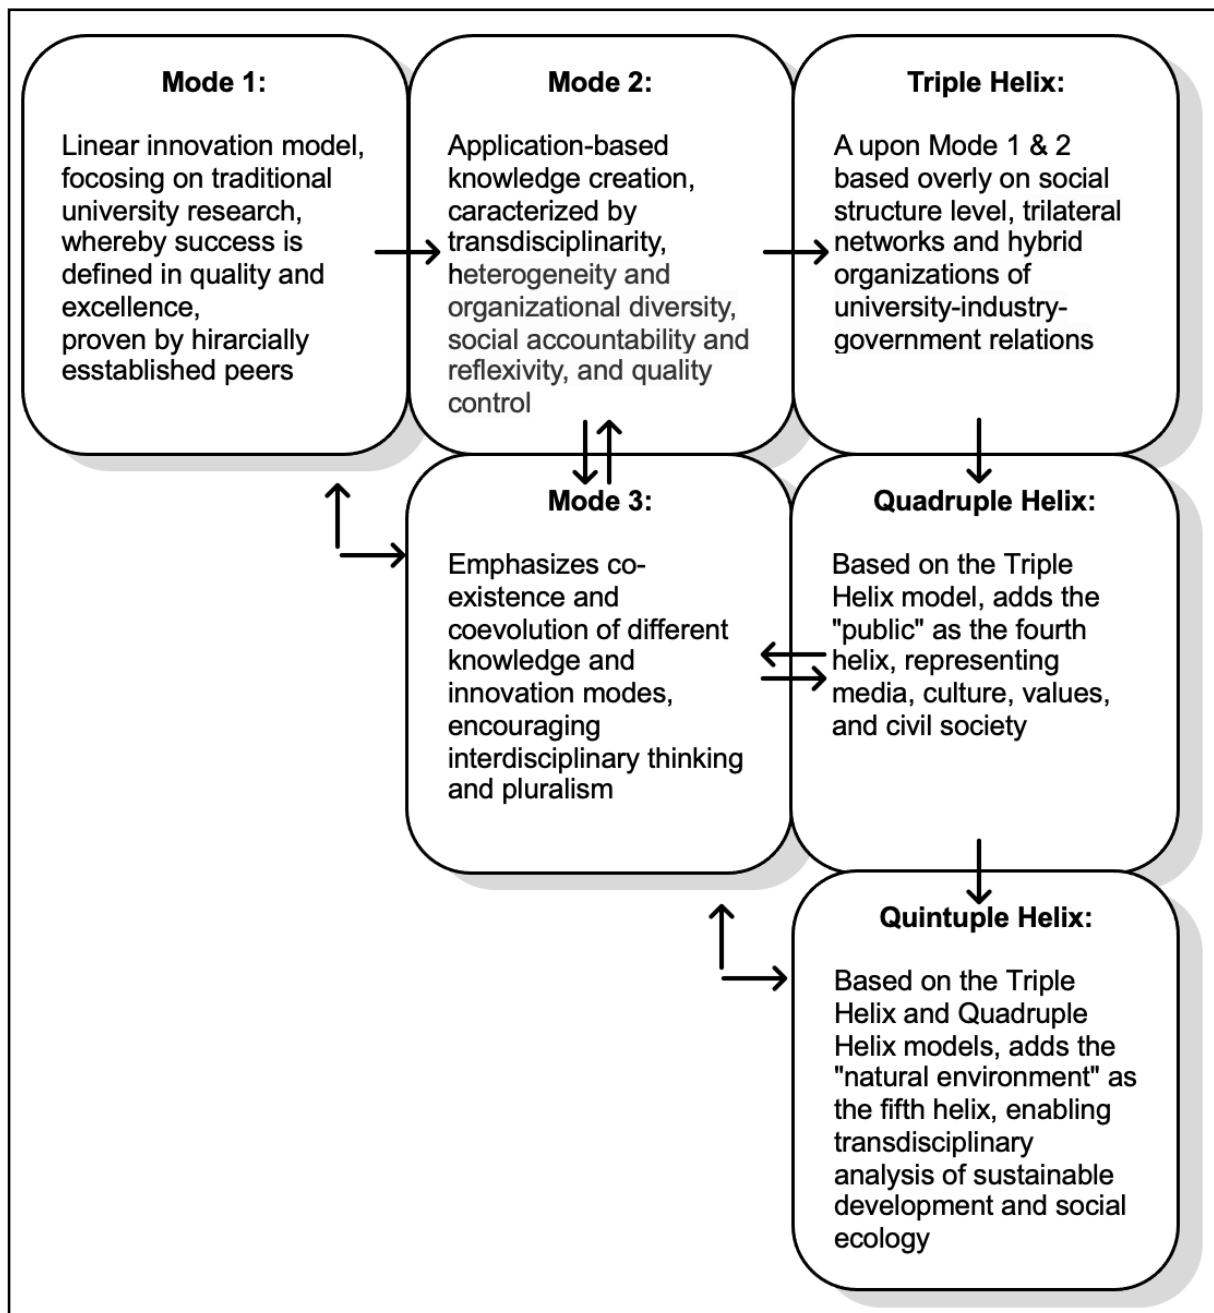 Mode 1:
Linear innovation model,
focosing on traditional
university research,
whereby success is
defined in quality and
excellence,
proven by hirarcially
esstablished peers
Mode 2:
Application-based
knowledge creation,
caracterized by
transdisciplinarity,
heterogeneity and
organizational diversity,
social accountability and
reflexivity, and quality
control
Triple Helix:
A upon Mode 1 & 2
based overly on social
structure level, trilateral
networks and hybrid
organizations of
university-industry-
government relations
Mode 3:
Emphasizes co-
existence and
coevolution of different
knowledge and
innovation modes,
encouraging
interdisciplinary thinking
and pluralism
Quadruple Helix:
Based on the Triple
Helix model, adds the
"public" as the fourth
helix, representing
media, culture, values,
and civil society
Quintuple Helix:
Based on the Triple
Helix and Quadruple
Helix models, adds the
"natural environment" as
the fifth helix, enabling
transdisciplinary
analysis of sustainable
development and social
ecology